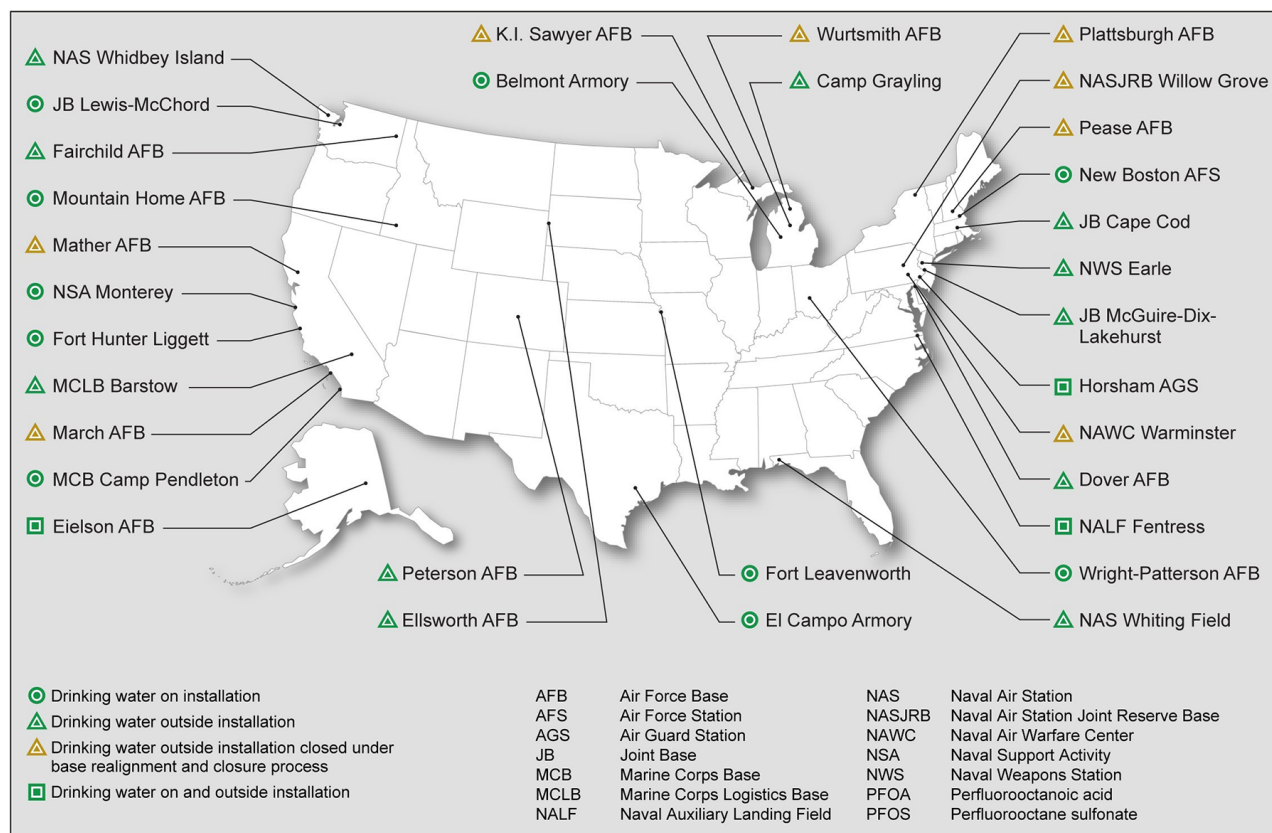 NAS Whidbey Island
JB Lewis-McChord
Fairchild AFB
Mountain Home AFB
Mather AFB
NSA Monterey
Fort Hunter Liggett
MCLB Barstow
March AFB
MCB Camp Pendleton
Eielson AFB
K.I. Sawyer AFB
Belmont Armory
Wurtsmith AFB
Camp Grayling
Plattsburgh AFB
NASJRB Willow Grove
Pease AFB
New Boston AFS
JB Cape Cod
NWS Earle
JB McGuire-Dix-
Lakehurst
Horsham AGS
NAWC Warminster
Dover AFB
NALF Fentress
Wright-Patterson AFB
NAS Whiting Field
Peterson AFB
Ellsworth AFB
Fort Leavenworth
El Campo Armory
Drinking water on installation
Drinking water outside installation
Drinking water outside installation closed under
base realignment and closure process
Drinking water on and outside installation
AFB Air Force Base
AFS Air Force Station
AGS Air Guard Station
JB Joint Base
MCB Marine Corps Base
MCLB Marine Corps Logistics Base
NALF Naval Auxiliary Landing Field
NAS Naval Air Station
NASJRB Naval Air Station Joint Reserve Base
NAWC Naval Air Warfare Center
NSA Naval Support Activity
NWS Naval Weapons Station
PFOA Perfluorooctanoic acid
PFOS Perfluorooctane sulfonate